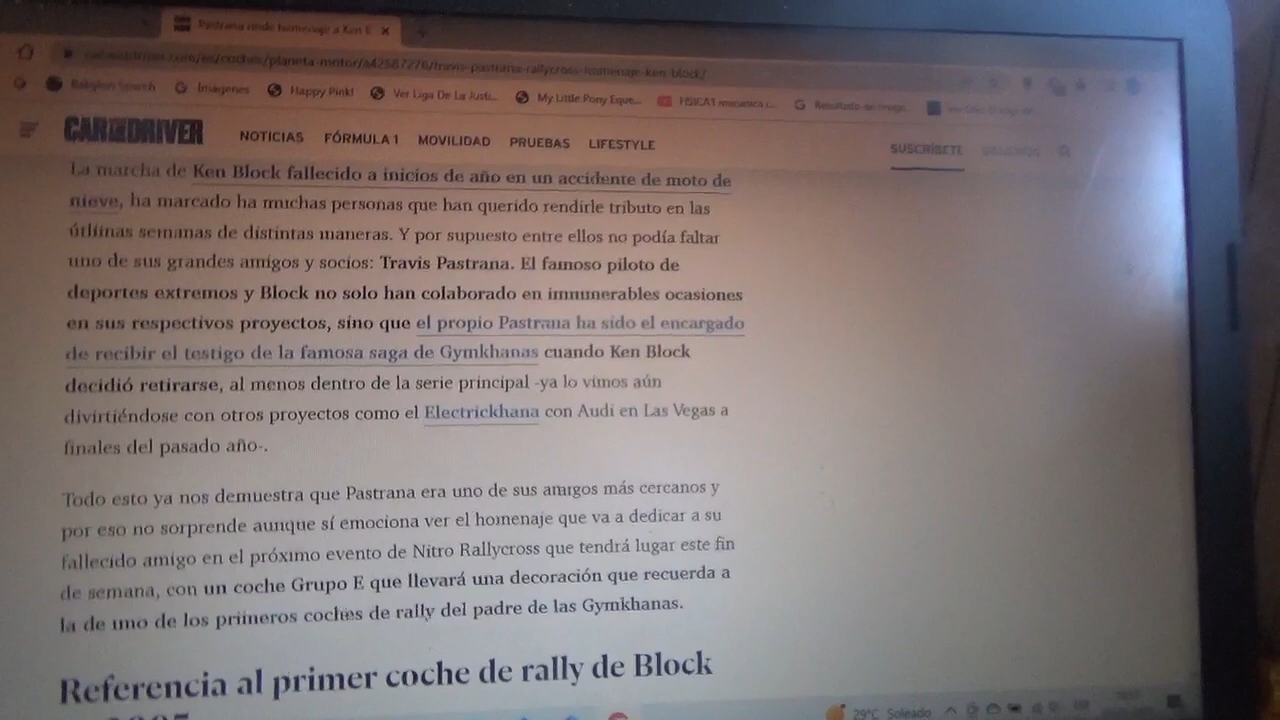 Pastrana rinde homenaje a Ken B
caranddriver.com/es/coches/planeta-motor/a42587276/travis-pastrana-rallycross-homenaje-ken-block/
Babylon Search Imágenes Happy Pink! Ver Liga De La Justi... My Little Pony Eque... Resultado de image...
CAR AND DRIVER NOTICIAS FÓRMULA 1 MOVILIDAD PRUEBAS LIFESTYLE SUSCRÍBETE
La marcha de Ken Block fallecido a inicios de año en un accidente de moto de
nieve, ha marcado ha muchas personas que han querido rendirle tributo en las
últimas semanas de distintas maneras. Y por supuesto entre ellos no podía faltar
uno de sus grandes amigos y socios: Travis Pastrana. El famoso piloto de
deportes extremos y Block no solo han colaborado en innumerables ocasiones
en sus respectivos proyectos, sino que el propio Pastrana ha sido el encargado
de recibir el testigo de la famosa saga de Gymkhanas cuando Ken Block
decidió retirarse, al menos dentro de la serie principal -ya lo vimos aún
divirtiéndose con otros proyectos como el Electrickhana con Audi en Las Vegas a
finales del pasado año-.
Todo esto ya nos demuestra que Pastrana era uno de sus amigos más cercanos y
por eso no sorprende aunque sí emociona ver el homenaje que va a dedicar a su
fallecido amigo en el próximo evento de Nitro Rallycross que tendrá lugar este fin
de semana, con un coche Grupo E que llevará una decoración que recuerda a
la de uno de los primeros coches de rally del padre de las Gymkhanas.
Referencia al primer coche de rally de Block
29°C Soleado